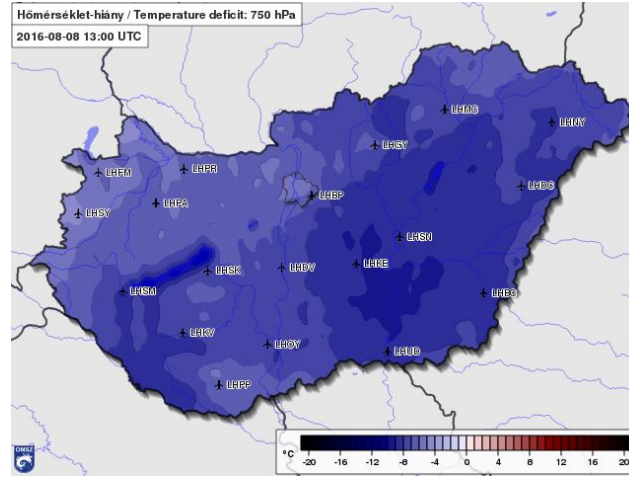 Hőmérséklet-hiány / Temperature deficit: 750 hPa
2016-08-08 13:00 UTC
LHMC
LHNY
LHGY
LHPR
LHFM
LHDC
LHBP
LHPA
LHSY
LHSN
LHKE
LHDV
LHSK
LHSM
LHBC
LHKV
LHOY
LHUD
LHPP
°C
-20 -16 -12 -8 -4 0 4 8 12 16 20
OMSZ